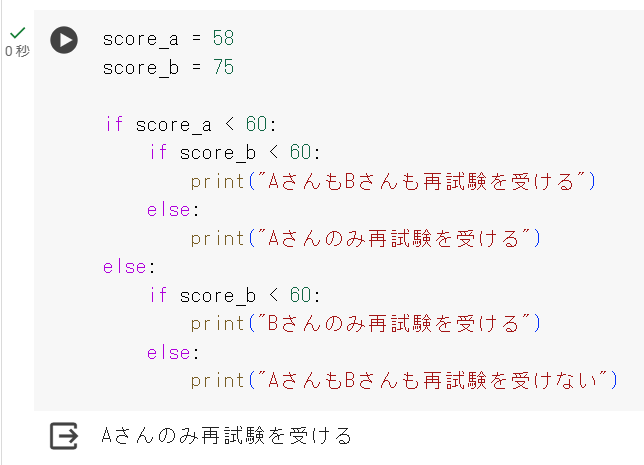 score_a = 58
0 秒
score_b = 75
if score_a < 60:
    if score_b < 60:
        print("AさんもBさんも再試験を受ける")
    else:
        print("Aさんのみ再試験を受ける")
else:
    if score_b < 60:
        print("Bさんのみ再試験を受ける")
    else:
        print("AさんもBさんも再試験を受けない")
Aさんのみ再試験を受ける